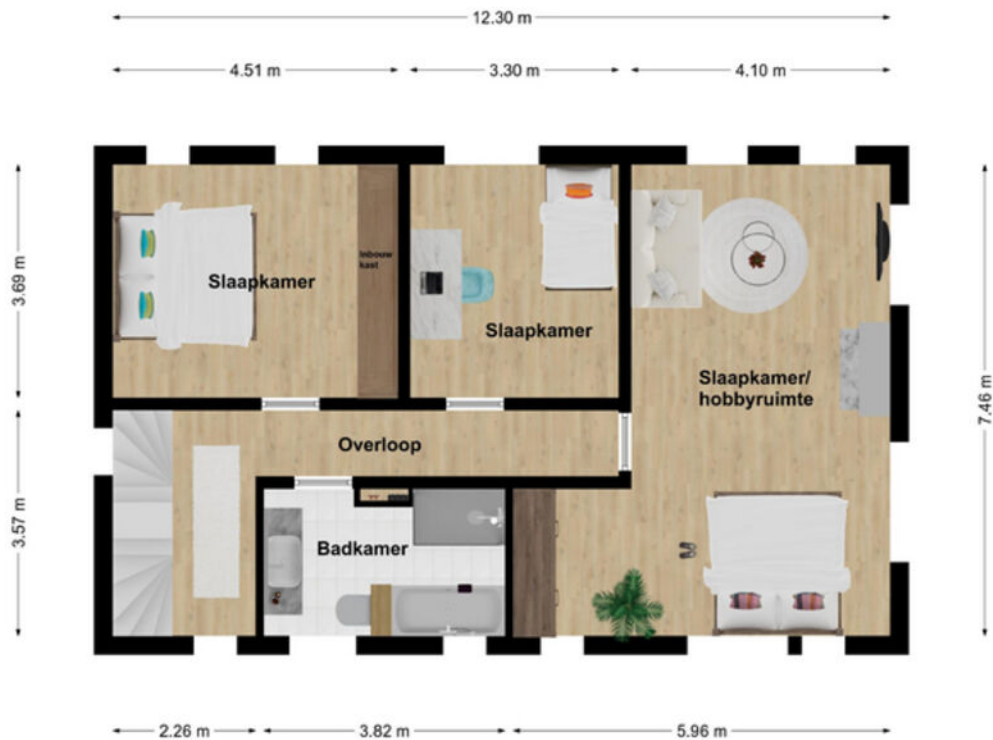 12.30 m
4.51 m
3.30 m
4.10 m
3.69 m
Inbouw
kast
Slaapkamer
Slaapkamer
Slaapkamer/
hobbyruimte
7.46 m
Overloop
3.57 m
Badkamer
2.26 m
3.82 m
5.96 m